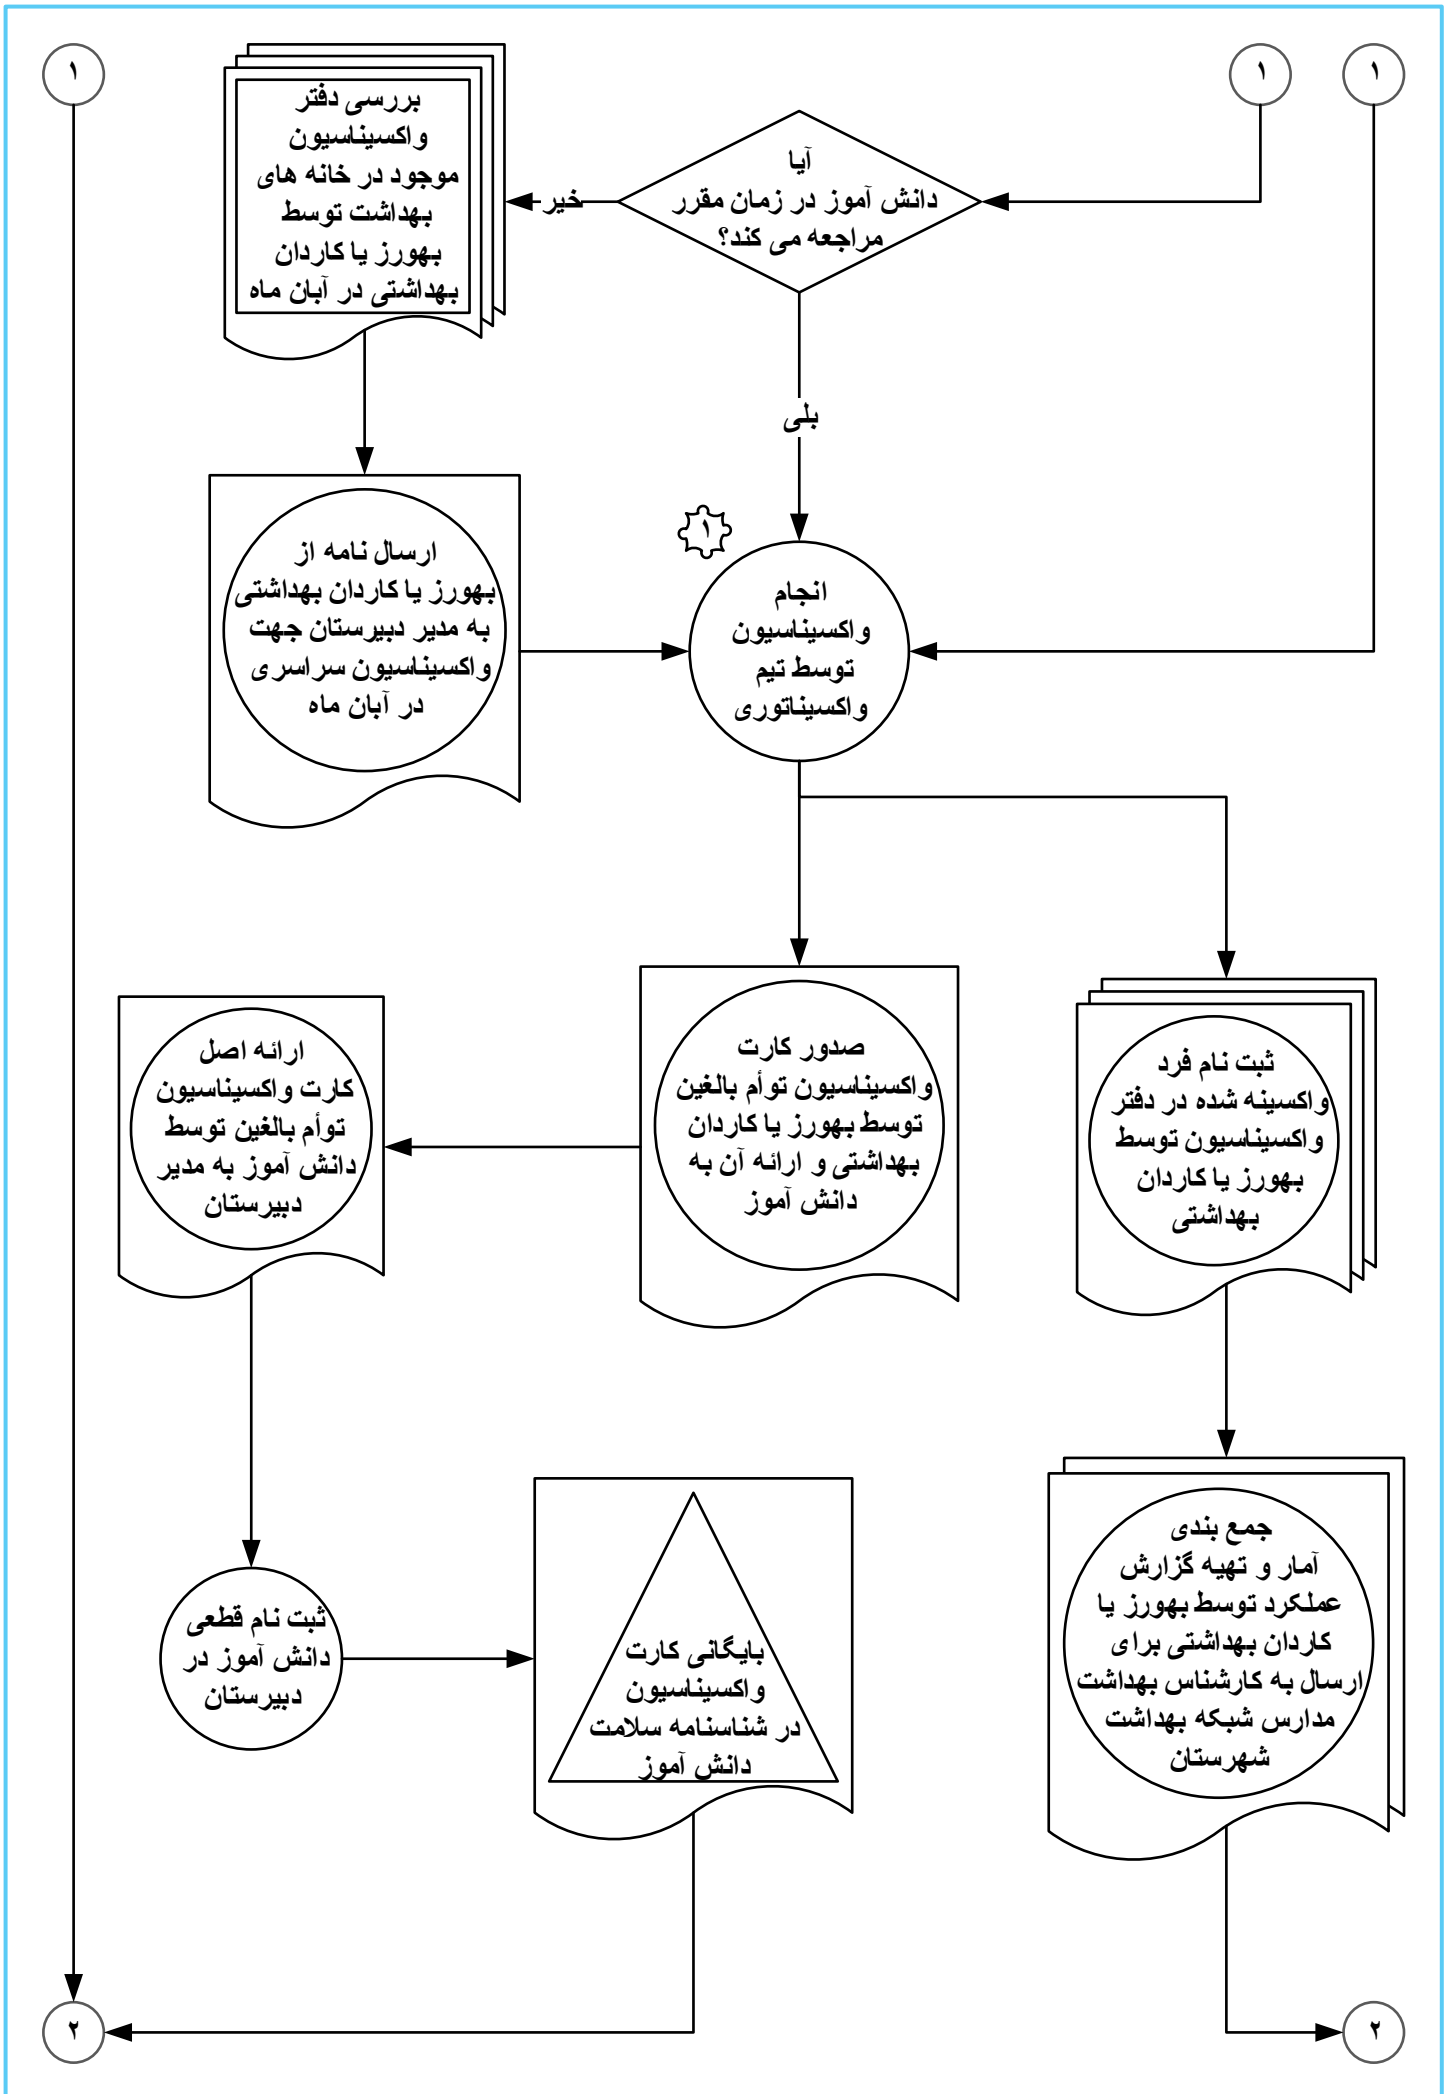 ۱
۱
۱
آیا
دانش آموز در زمان مقرر
مراجعه می کند؟
خیر
بلی
بررسی دفتر
واکسیناسیون
موجود در خانه های
بهداشت توسط
بهورز یا کاردان
بهداشتی در آبان ماه
ارسال نامه از
بهورز یا کاردان بهداشتی
به مدیر دبیرستان جهت
واکسیناسیون سراسری
در آبان ماه
۱
انجام
واکسیناسیون
توسط تیم
واکسیناتوری
ثبت نام فرد
واکسینه شده در دفتر
واکسیناسیون توسط
بهورز یا کاردان
بهداشتی
صدور کارت
واکسیناسیون توأم بالغین
توسط بهورز یا کاردان
بهداشتی و ارائه آن به
دانش آموز
ارائه اصل
کارت واکسیناسیون
توأم بالغین توسط
دانش آموز به مدیر
دبیرستان
جمع بندی
آمار و تهیه گزارش
عملکرد توسط بهورز یا
کاردان بهداشتی برای
ارسال به کارشناس بهداشت
مدارس شبکه بهداشت
شهرستان
ثبت نام قطعی
دانش آموز در
دبیرستان
بایگانی کارت
واکسیناسیون
در شناسنامه سلامت
دانش آموز
۲
۲